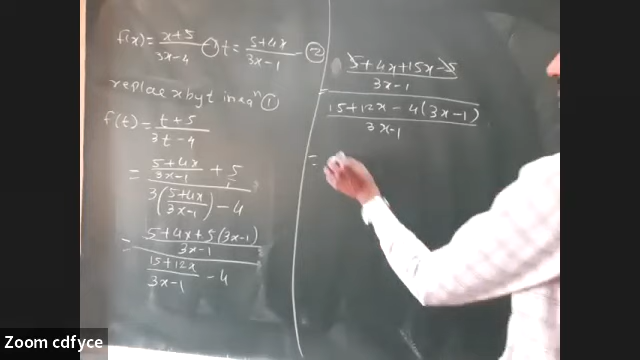 f(x) = x+5 / 3x-4 —① t = 5+4x / 3x-1 —②
replace x by t in eqⁿ ①
f(t) = t+5 / 3t-4
= (5+4x / 3x-1 + 5) / (3(5+4x / 3x-1) - 4)
= (5+4x+5(3x-1) / 3x-1) / (15+12x / 3x-1 - 4)
(5+4x+15x-5 / 3x-1) / (15+12x-4(3x-1) / 3x-1)
=
Zoom cdfyce